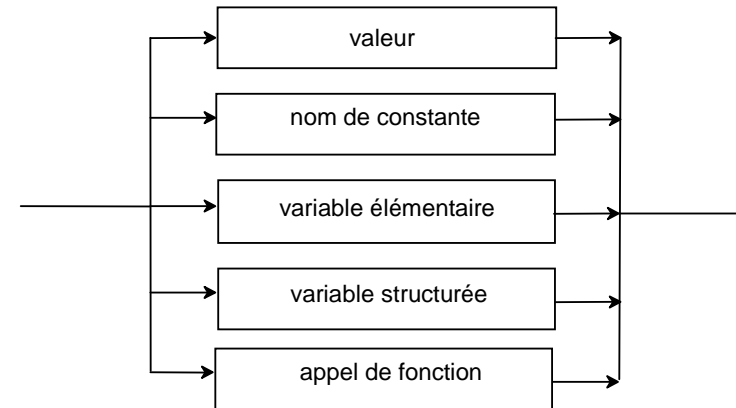 valeur
nom de constante
variable élémentaire
variable structurée
appel de fonction